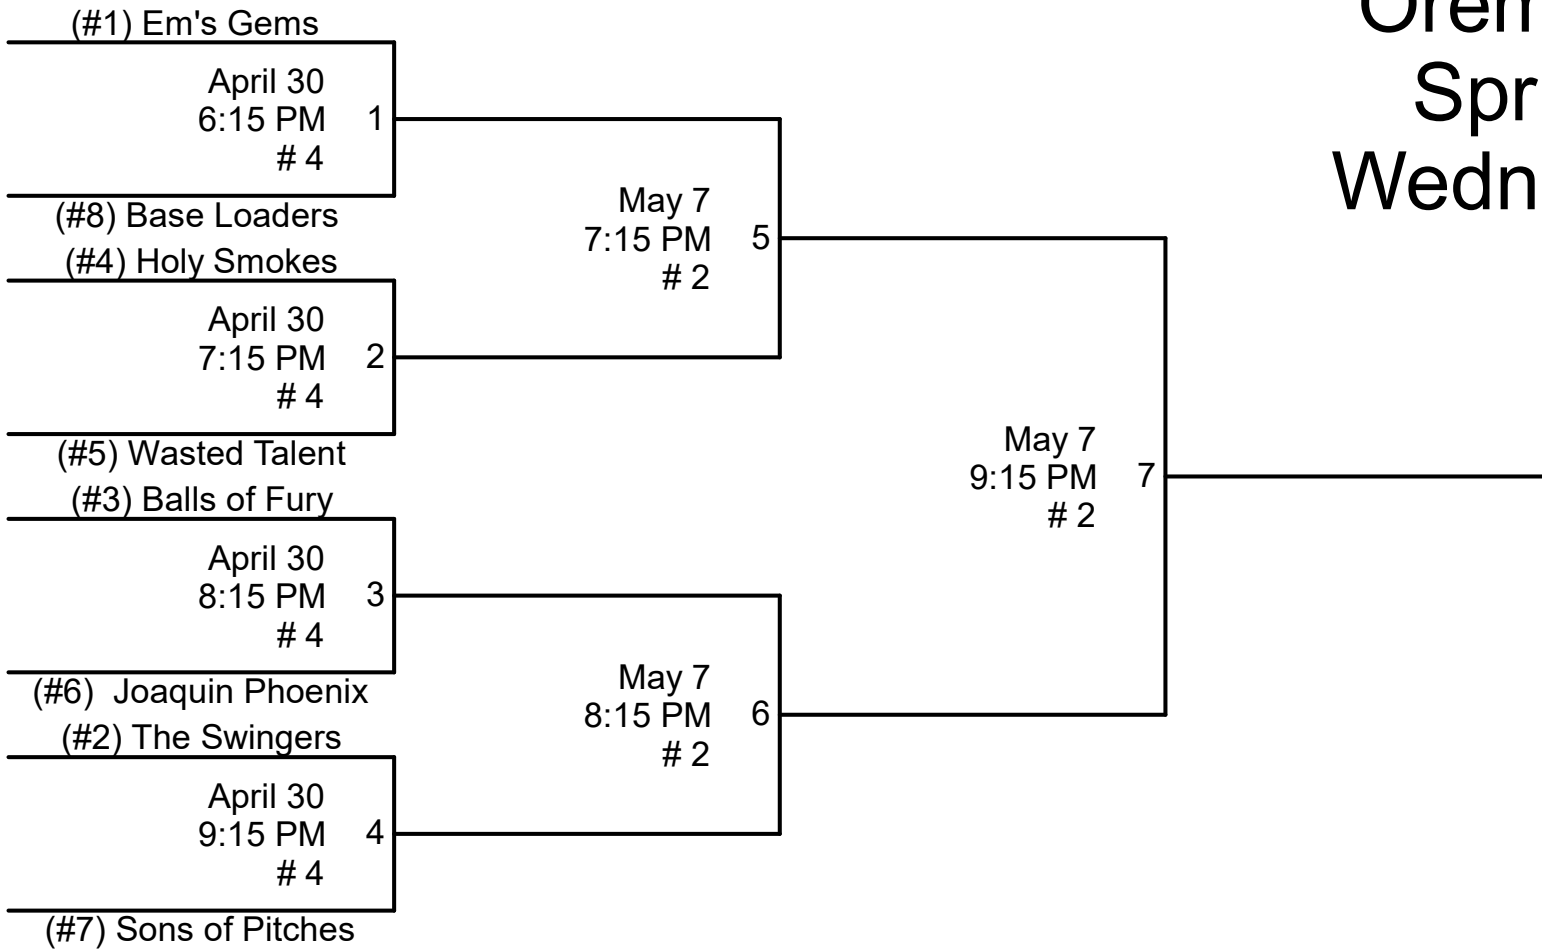 (#1) Em's Gems
April 30
6:15 PM
# 4
1
(#8) Base Loaders
(#4) Holy Smokes
April 30
7:15 PM
# 4
2
(#5) Wasted Talent
(#3) Balls of Fury
April 30
8:15 PM
# 4
3
(#6)  Joaquin Phoenix
(#2) The Swingers
April 30
9:15 PM
# 4
4
(#7) Sons of Pitches
May 7
7:15 PM
# 2
5
May 7
8:15 PM
# 2
6
May 7
9:15 PM
# 2
7
Orem
Spr
Wedn